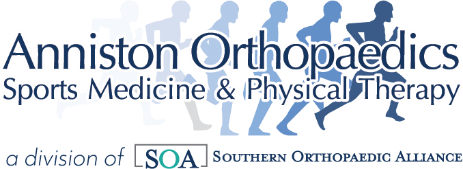 Anniston Orthopaedics
Sports Medicine & Physical Therapy
a division of SOA Southern Orthopaedic Alliance